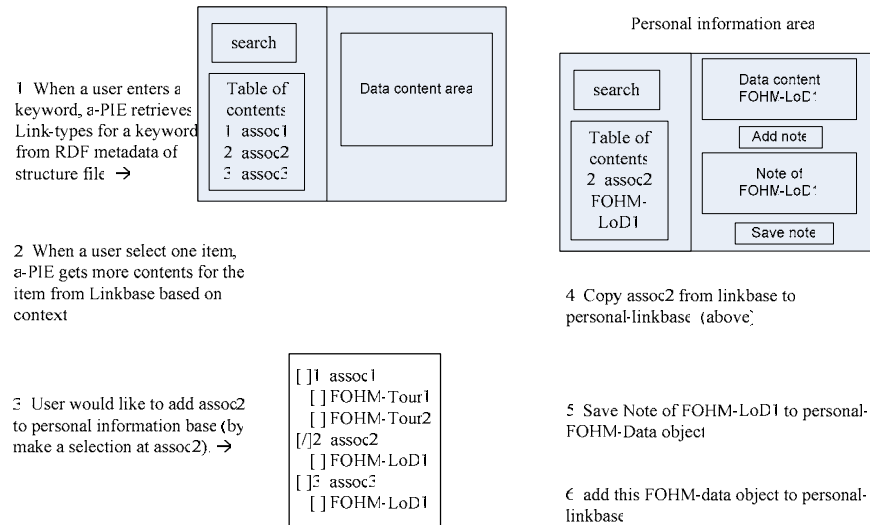 1 When a user enters a
keyword, a-PIE retrieves
Link-types for a keyword
from RDF metadata of
structure file →
search
Table of
contents
1 assoc1
2 assoc2
3 assoc3
Data content area
2 When a user select one item,
a-PIE gets more contents for the
item from Linkbase based on
context
3 User would like to add assoc2
to personal information base (by
make a selection at assoc2). →
[ ]1 assoc1
[ ] FOHM-Tour1
[ ] FOHM-Tour2
[/]2 assoc2
[ ] FOHM-LoD1
[ ]3 assoc3
[ ] FOHM-LoD1
Personal information area
search
Table of
contents
2 assoc2
FOHM-
LoD1
Data content
FOHM-LoD1
Add note
Note of
FOHM-LoD1
Save note
4 Copy assoc2 from linkbase to
personal-linkbase (above)
5 Save Note of FOHM-LoD1 to personal-
FOHM-Data object
6 add this FOHM-data object to personal-
linkbase